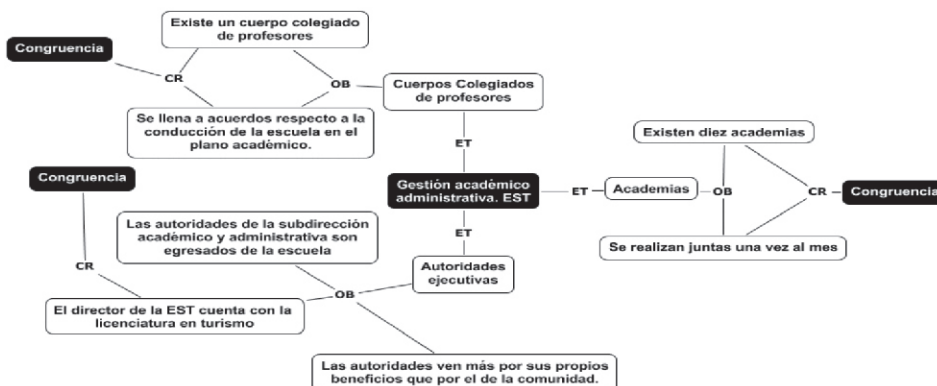 Existe un cuerpo colegiado
de profesores
Congruencia
CR
OB
Cuerpos Colegiados
de profesores
Se llena a acuerdos respecto a la
conducción de la escuela en el
plano académico.
ET
Existen diez academias
Congruencia
Gestión académico
administrativa. EST
ET
Academias
OB
CR
Congruencia
Las autoridades de la subdirección
académico y administrativa son
egresados de la escuela
ET
Se realizan juntas una vez al mes
CR
Autoridades
ejecutivas
OB
El director de la EST cuenta con la
licenciatura en turismo
Las autoridades ven más por sus propios
beneficios que por el de la comunidad.